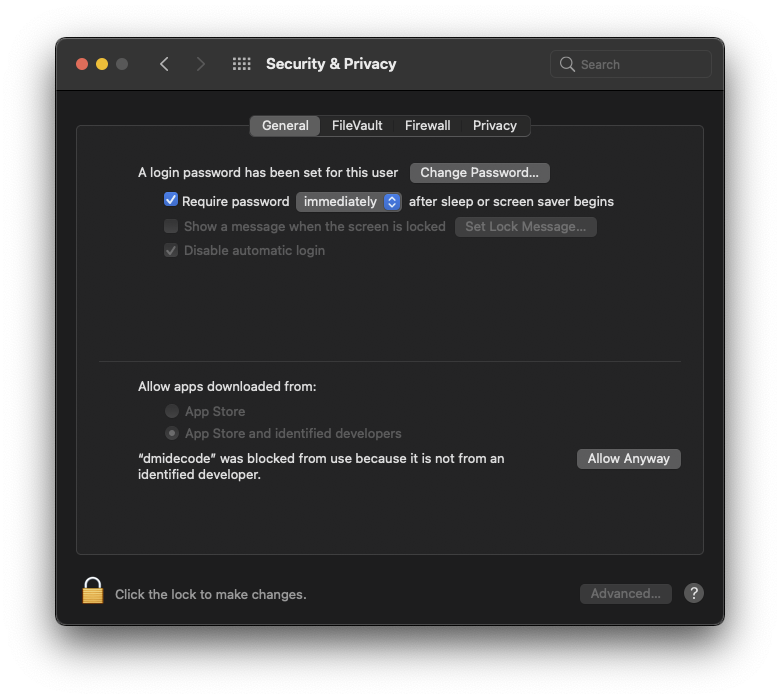 Security & Privacy
Search
General FileVault Firewall Privacy
A login password has been set for this user Change Password...
Require password immediately after sleep or screen saver begins
Show a message when the screen is locked Set Lock Message...
Disable automatic login
Allow apps downloaded from:
App Store
App Store and identified developers
“dmidecode” was blocked from use because it is not from an
identified developer.
Allow Anyway
Click the lock to make changes.
Advanced...
?